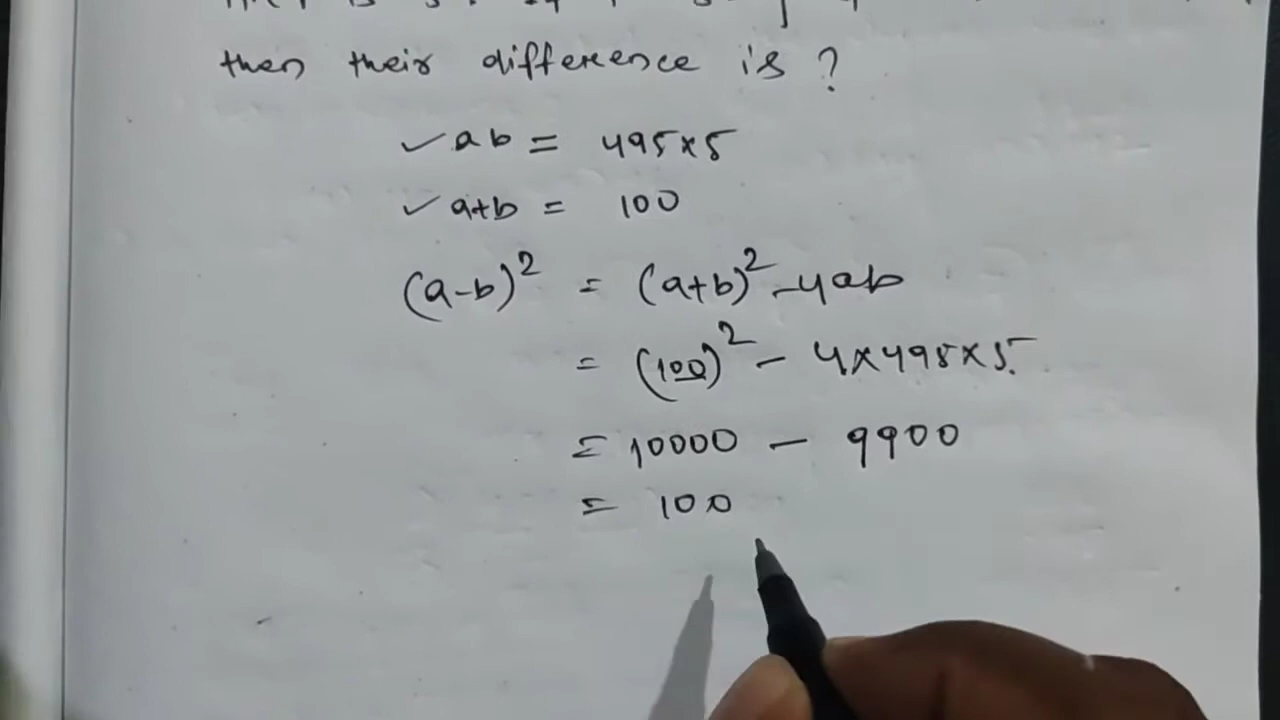 then their difference is ?
✓ ab = 495×5
✓ a+b = 100
(a-b)² = (a+b)² - 4ab
= (100)² - 4×495×5.
= 10000 - 9900
= 100